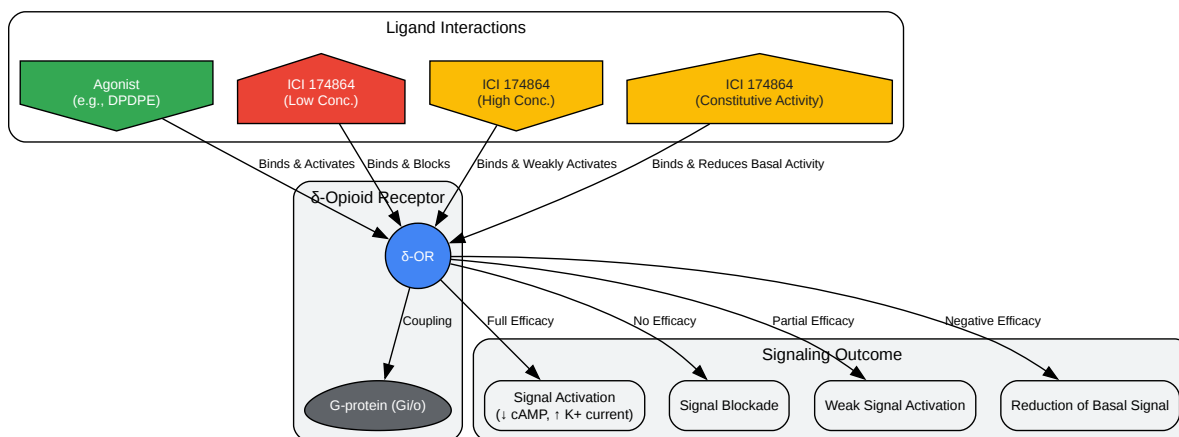 Ligand Interactions
Agonist
(e.g., DPDPE)
ICI 174864
(Low Conc.)
ICI 174864
(High Conc.)
ICI 174864
(Constitutive Activity)
Binds & Activates
Binds & Blocks
Binds & Weakly Activates
Binds & Reduces Basal Activity
δ-Opioid Receptor
δ-OR
Coupling
Full Efficacy
No Efficacy
Partial Efficacy
Negative Efficacy
Signaling Outcome
G-protein (Gi/o)
Signal Activation
(↓ cAMP, ↑ K+ current)
Signal Blockade
Weak Signal Activation
Reduction of Basal Signal